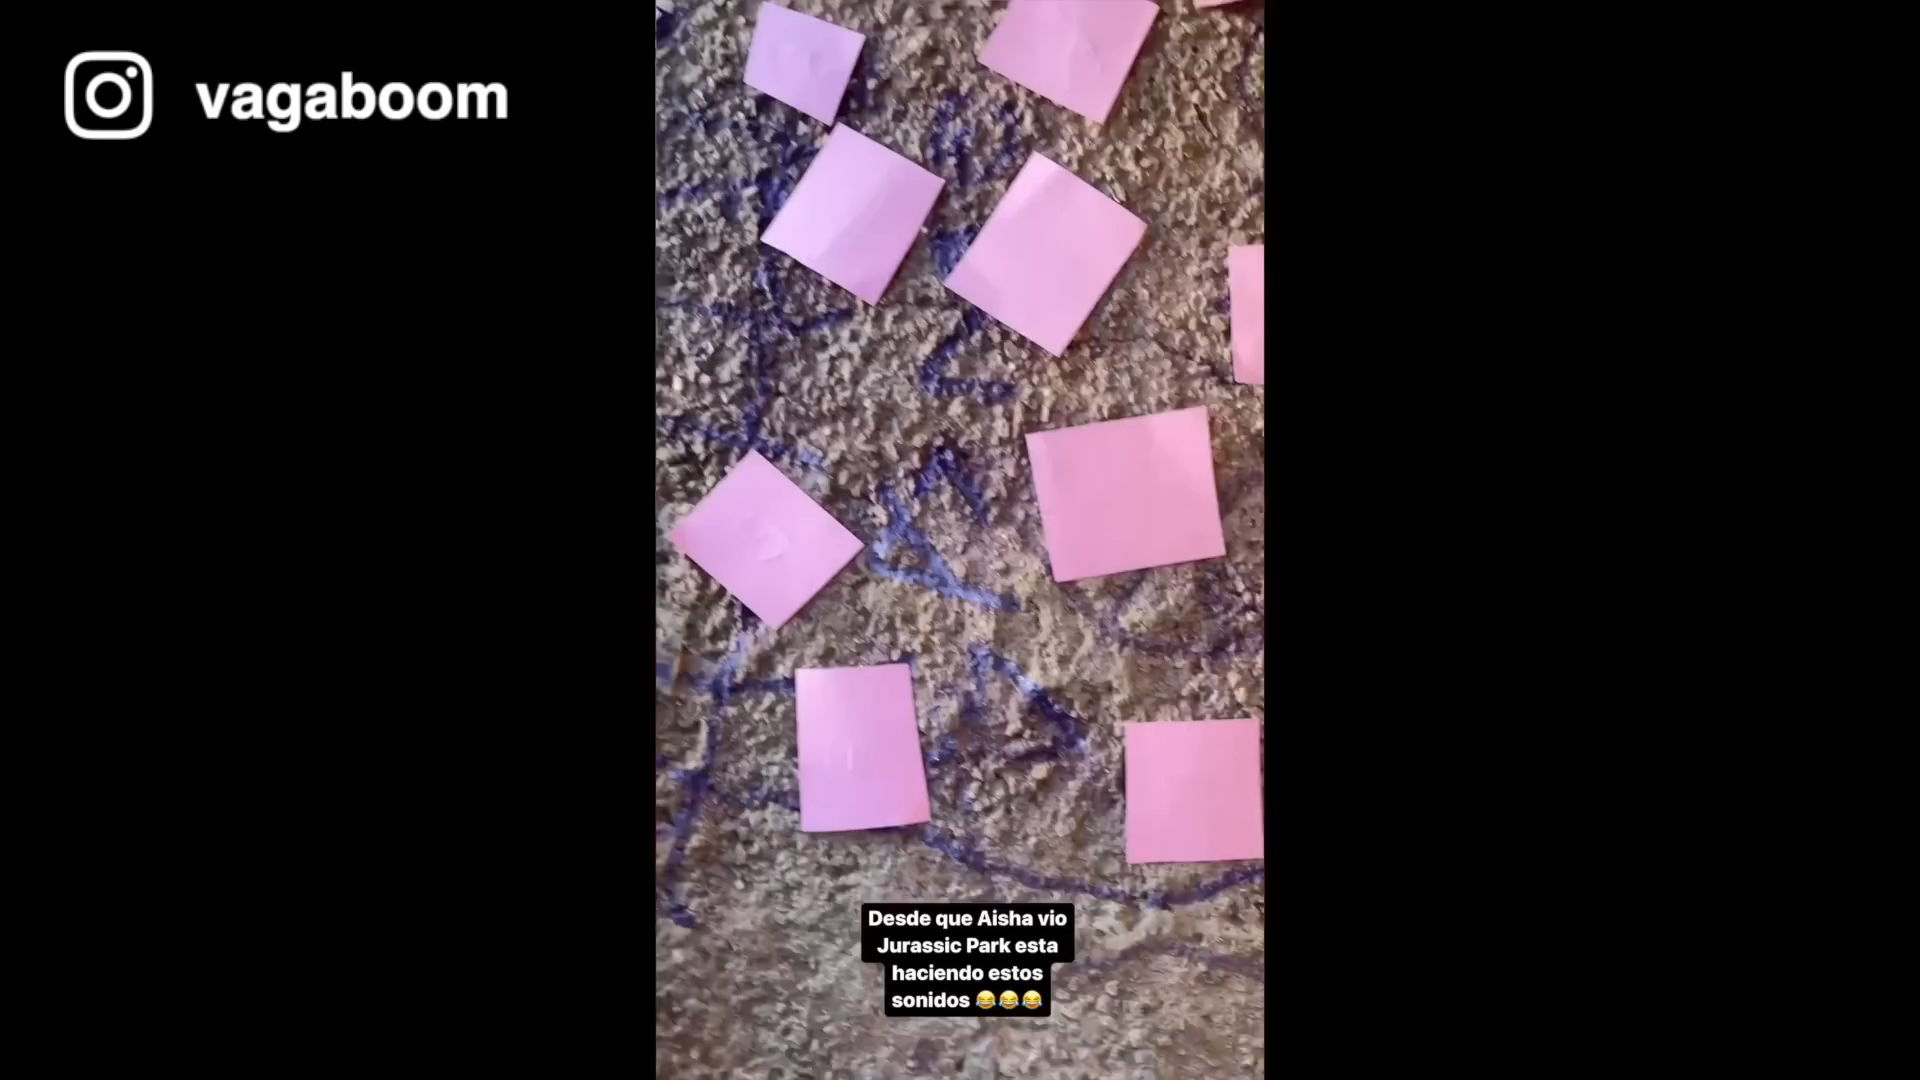 vagaboom
Desde que Aisha vio
Jurassic Park esta
haciendo estos
sonidos 😂😂😂